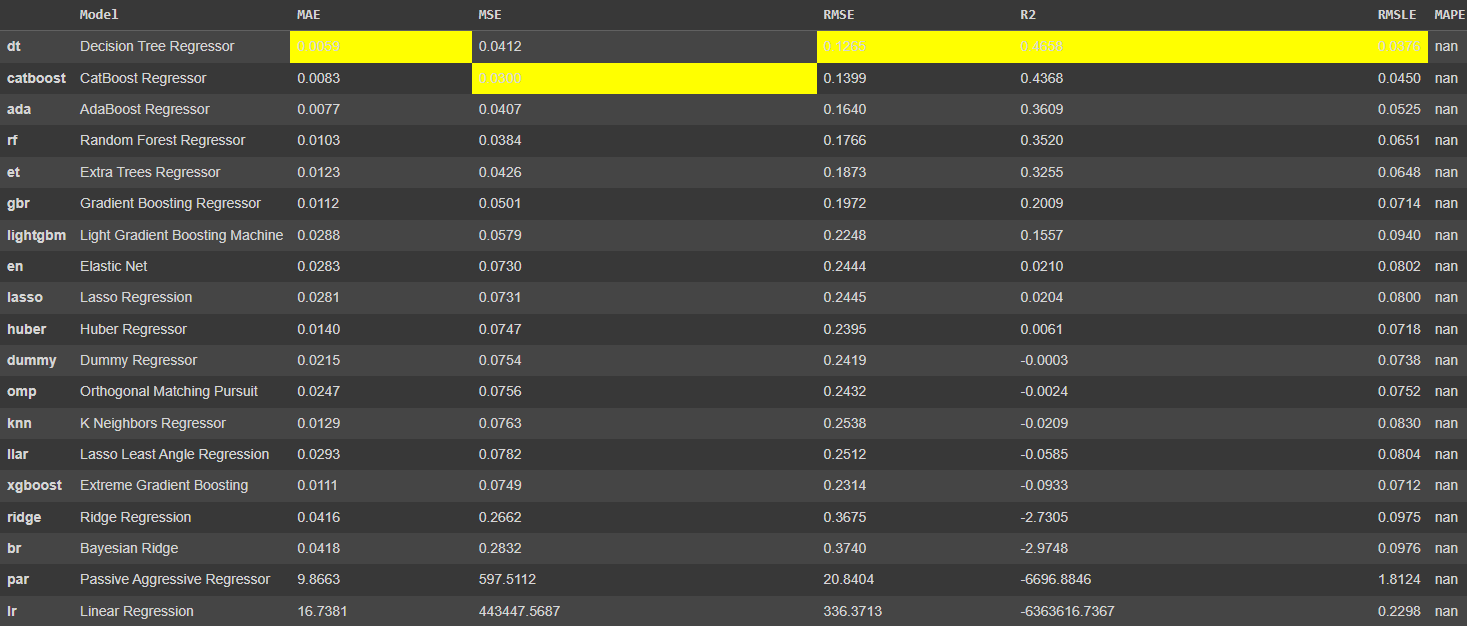 Model MAE MSE RMSE R2 RMSLE MAPE
dt Decision Tree Regressor 0.0059 0.0412 0.1265 0.4688 0.0376 nan
catboost CatBoost Regressor 0.0083 0.0300 0.1399 0.4368 0.0450 nan
ada AdaBoost Regressor 0.0077 0.0407 0.1640 0.3609 0.0525 nan
rf Random Forest Regressor 0.0103 0.0384 0.1766 0.3520 0.0651 nan
et Extra Trees Regressor 0.0123 0.0426 0.1873 0.3255 0.0648 nan
gbr Gradient Boosting Regressor 0.0112 0.0501 0.1972 0.2009 0.0714 nan
lightgbm Light Gradient Boosting Machine 0.0288 0.0579 0.2248 0.1557 0.0940 nan
en Elastic Net 0.0283 0.0730 0.2444 0.0210 0.0802 nan
lasso Lasso Regression 0.0281 0.0731 0.2445 0.0204 0.0800 nan
huber Huber Regressor 0.0140 0.0747 0.2395 0.0061 0.0718 nan
dummy Dummy Regressor 0.0215 0.0754 0.2419 -0.0003 0.0738 nan
omp Orthogonal Matching Pursuit 0.0247 0.0756 0.2432 -0.0024 0.0752 nan
knn K Neighbors Regressor 0.0129 0.0763 0.2538 -0.0209 0.0830 nan
llar Lasso Least Angle Regression 0.0293 0.0782 0.2512 -0.0585 0.0804 nan
xgboost Extreme Gradient Boosting 0.0111 0.0749 0.2314 -0.0933 0.0712 nan
ridge Ridge Regression 0.0416 0.2662 0.3675 -2.7305 0.0975 nan
br Bayesian Ridge 0.0418 0.2832 0.3740 -2.9748 0.0976 nan
par Passive Aggressive Regressor 9.8663 597.5112 20.8404 -6696.8846 1.8124 nan
lr Linear Regression 16.7381 443447.5687 336.3713 -6363616.7367 0.2298 nan